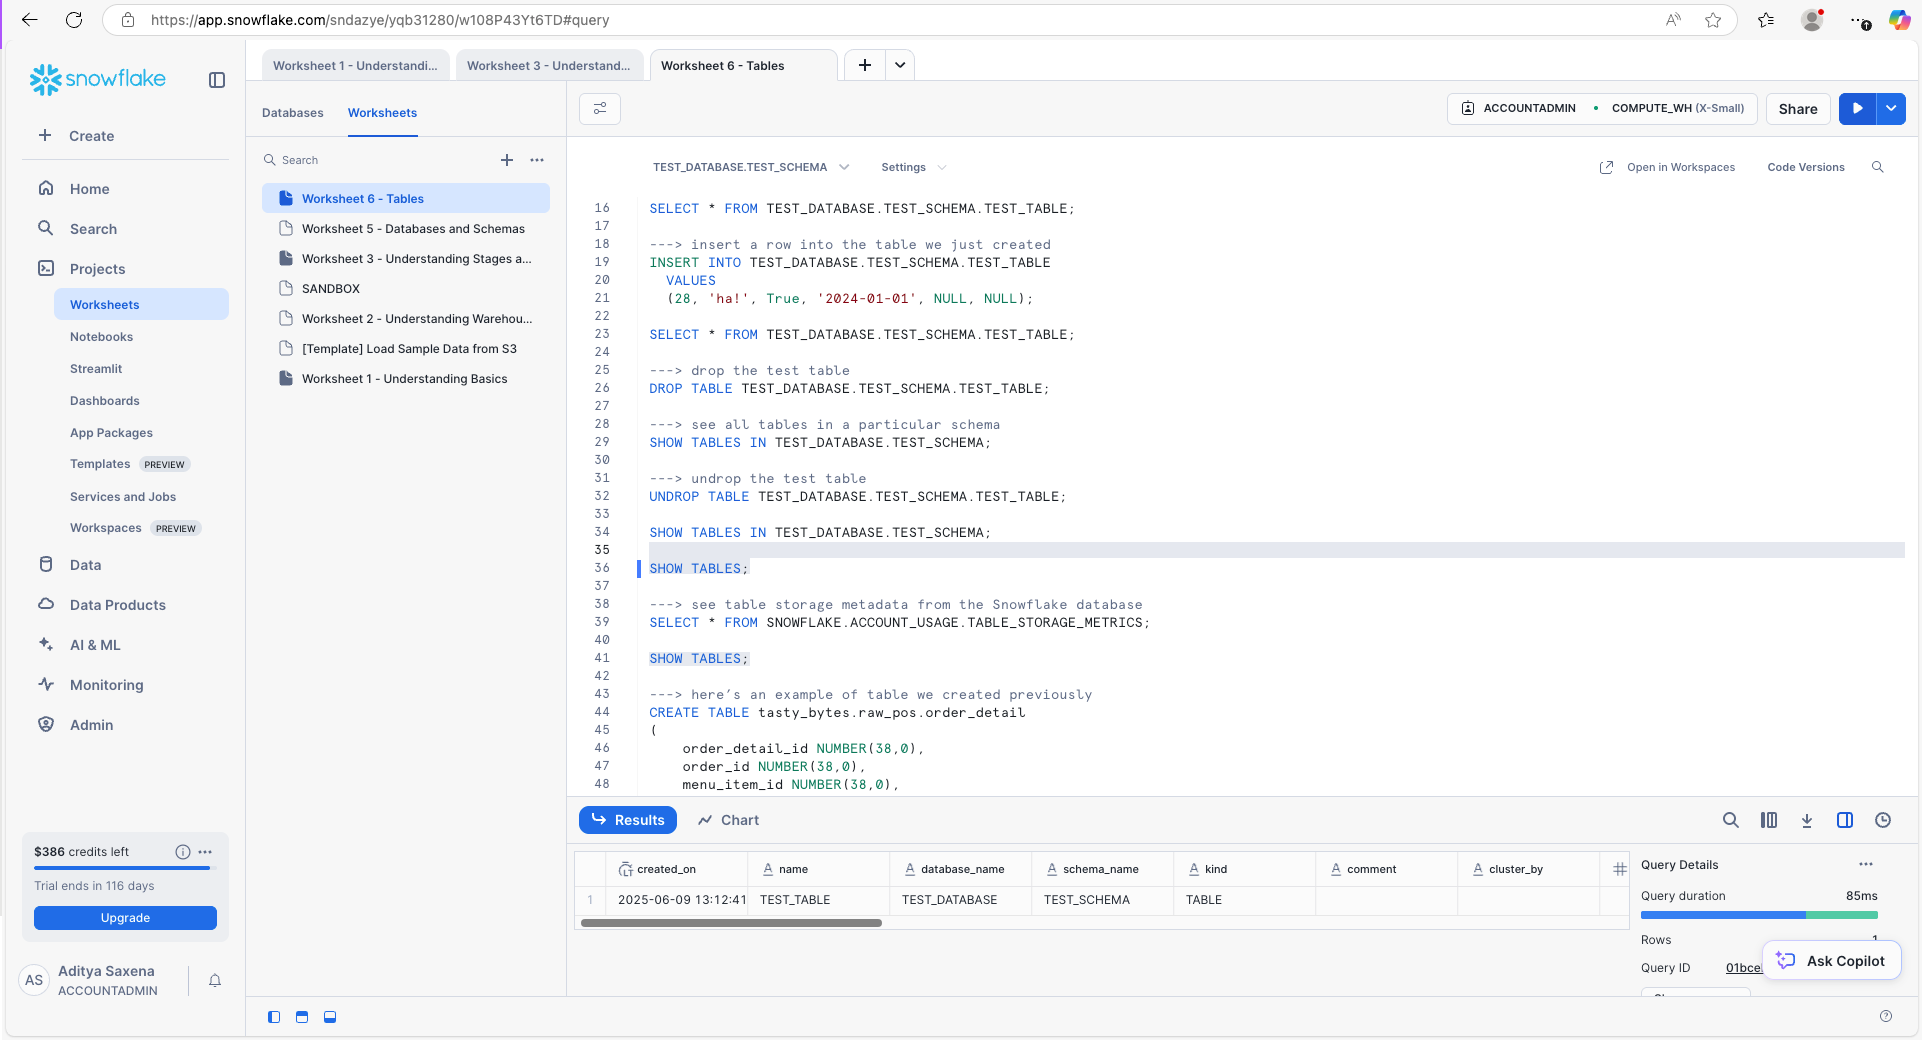 https://app.snowflake.com/sndazye/yqb31280/w108P43Yt6TD#query
snowflake
Create
Home
Search
Projects
Worksheets
Notebooks
Streamlit
Dashboards
App Packages
Templates PREVIEW
Services and Jobs
Workspaces PREVIEW
Data
Data Products
AI & ML
Monitoring
Admin
$386 credits left
Trial ends in 116 days
Upgrade
AS
Aditya Saxena
ACCOUNTADMIN
Worksheet 1 - Understandi...
Worksheet 3 - Understand...
Worksheet 6 - Tables
Databases
Worksheets
Search
Worksheet 6 - Tables
Worksheet 5 - Databases and Schemas
Worksheet 3 - Understanding Stages a...
SANDBOX
Worksheet 2 - Understanding Warehou...
[Template] Load Sample Data from S3
Worksheet 1 - Understanding Basics
ACCOUNTADMIN • COMPUTE_WH (X-Small)
Share
TEST_DATABASE.TEST_SCHEMA
Settings
Open in Workspaces
Code Versions
16 SELECT * FROM TEST_DATABASE.TEST_SCHEMA.TEST_TABLE;
17
18 ---> insert a row into the table we just created
19 INSERT INTO TEST_DATABASE.TEST_SCHEMA.TEST_TABLE
20 VALUES
21 (28, 'ha!', True, '2024-01-01', NULL, NULL);
22
23 SELECT * FROM TEST_DATABASE.TEST_SCHEMA.TEST_TABLE;
24
25 ---> drop the test table
26 DROP TABLE TEST_DATABASE.TEST_SCHEMA.TEST_TABLE;
27
28 ---> see all tables in a particular schema
29 SHOW TABLES IN TEST_DATABASE.TEST_SCHEMA;
30
31 ---> undrop the test table
32 UNDROP TABLE TEST_DATABASE.TEST_SCHEMA.TEST_TABLE;
33
34 SHOW TABLES IN TEST_DATABASE.TEST_SCHEMA;
35
36 SHOW TABLES;
37
38 ---> see table storage metadata from the Snowflake database
39 SELECT * FROM SNOWFLAKE.ACCOUNT_USAGE.TABLE_STORAGE_METRICS;
40
41 SHOW TABLES;
42
43 ---> here's an example of table we created previously
44 CREATE TABLE tasty_bytes.raw_pos.order_detail
45 (
46 order_detail_id NUMBER(38,0),
47 order_id NUMBER(38,0),
48 menu_item_id NUMBER(38,0),
Results
Chart
created_on name database_name schema_name kind comment cluster_by
1 2025-06-09 13:12:41 TEST_TABLE TEST_DATABASE TEST_SCHEMA TABLE
Query Details
Query duration 85ms
Rows 1
Query ID 01bce
Ask Copilot